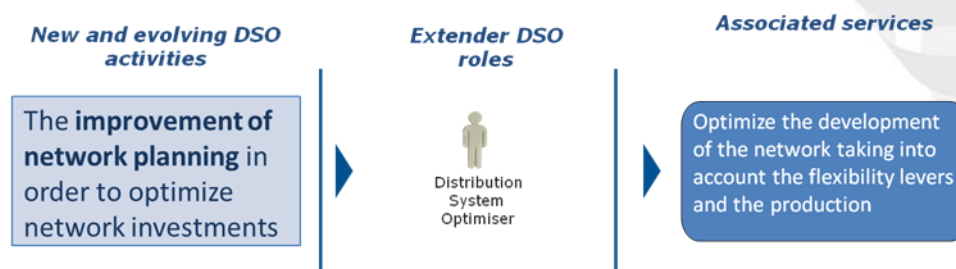 New and evolving DSO
activities
The improvement of
network planning in
order to optimize
network investments
Extender DSO
roles
Distribution
System
Optimiser
Associated services
Optimize the development
of the network taking into
account the flexibility levers
and the production